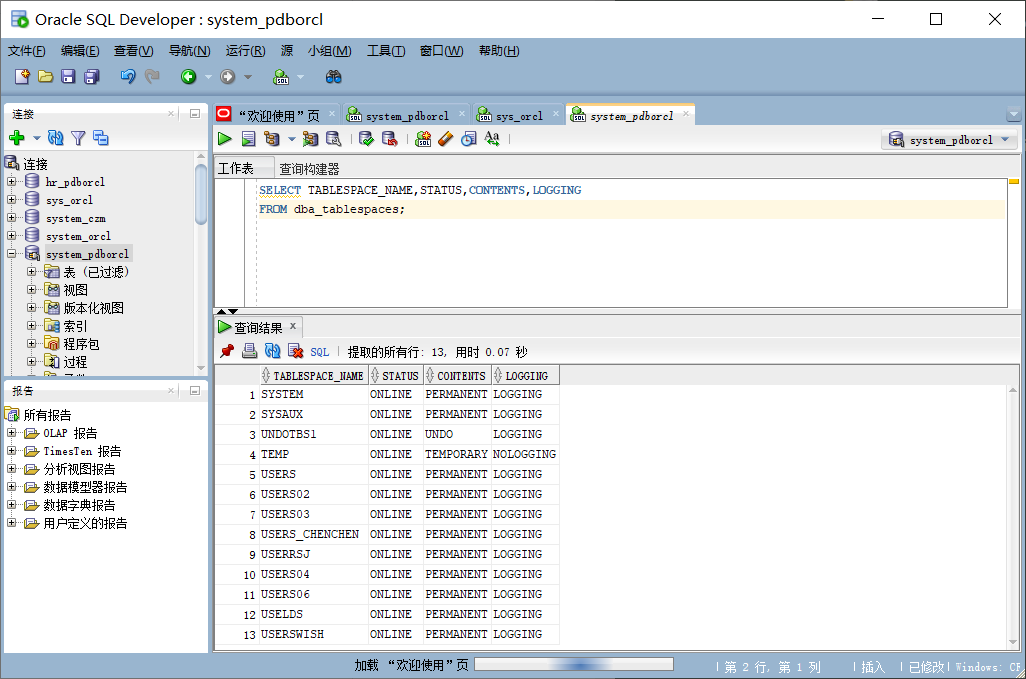 Oracle SQL Developer : system_pdborcl
文件(F) 编辑(E) 查看(V) 导航(N) 运行(R) 源 小组(M) 工具(T) 窗口(W) 帮助(H)
连接
连接
hr_pdborcl
sys_orcl
system_czm
system_orcl
system_pdborcl
表 (已过滤)
视图
版本化视图
索引
程序包
过程
报告
所有报告
OLAP 报告
TimesTen 报告
分析视图报告
数据模型器报告
数据字典报告
用户定义的报告
“欢迎使用”页 system_pdborcl sys_orcl system_pdborcl
system_pdborcl
工作表 查询构建器
SELECT TABLESPACE_NAME,STATUS,CONTENTS,LOGGING
FROM dba_tablespaces;
查询结果
SQL | 提取的所有行: 13, 用时 0.07 秒
TABLESPACE_NAME STATUS CONTENTS LOGGING
1 SYSTEM ONLINE PERMANENT LOGGING
2 SYSAUX ONLINE PERMANENT LOGGING
3 UNDOTBS1 ONLINE UNDO LOGGING
4 TEMP ONLINE TEMPORARY NOLOGGING
5 USERS ONLINE PERMANENT LOGGING
6 USERS02 ONLINE PERMANENT LOGGING
7 USERS03 ONLINE PERMANENT LOGGING
8 USERS_CHENCHEN ONLINE PERMANENT LOGGING
9 USERRSJ ONLINE PERMANENT LOGGING
10 USERS04 ONLINE PERMANENT LOGGING
11 USERS06 ONLINE PERMANENT LOGGING
12 USELDS ONLINE PERMANENT LOGGING
13 USERSWISH ONLINE PERMANENT LOGGING
加载 “欢迎使用”页 | 第 2 行, 第 1 列 | 插入 | 已修改 | Windows: CF